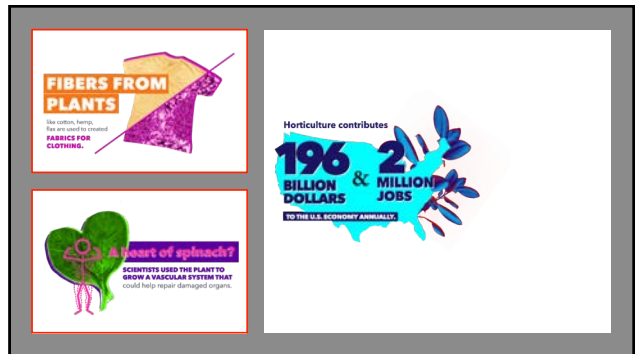 FIBERS FROM
PLANTS
like cotton, hemp,
flax are used to created
FABRICS FOR
CLOTHING.
A heart of spinach?
SCIENTISTS USED THE PLANT TO
GROW A VASCULAR SYSTEM THAT
could help repair damaged organs.
Horticulture contributes
196 & 2
BILLION MILLION
DOLLARS JOBS
TO THE U.S. ECONOMY ANNUALLY.